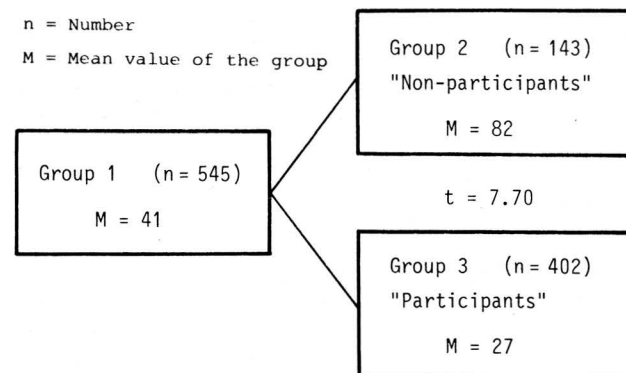 n = Number
M = Mean value of the group
Group 1 (n = 545)
M = 41
Group 2 (n = 143)
"Non-participants"
M = 82
t = 7.70
Group 3 (n = 402)
"Participants"
M = 27